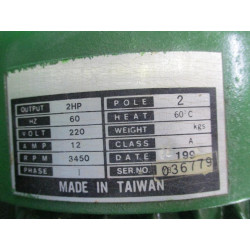 OUTPUT 2HP POLE 2
HZ 60 HEAT 60°C
VOLT 220 WEIGHT kgs
AMP 12 CLASS A
RPM 3450 DATE 199
PHASE 1 SER.NO. 036779
MADE IN TAIWAN